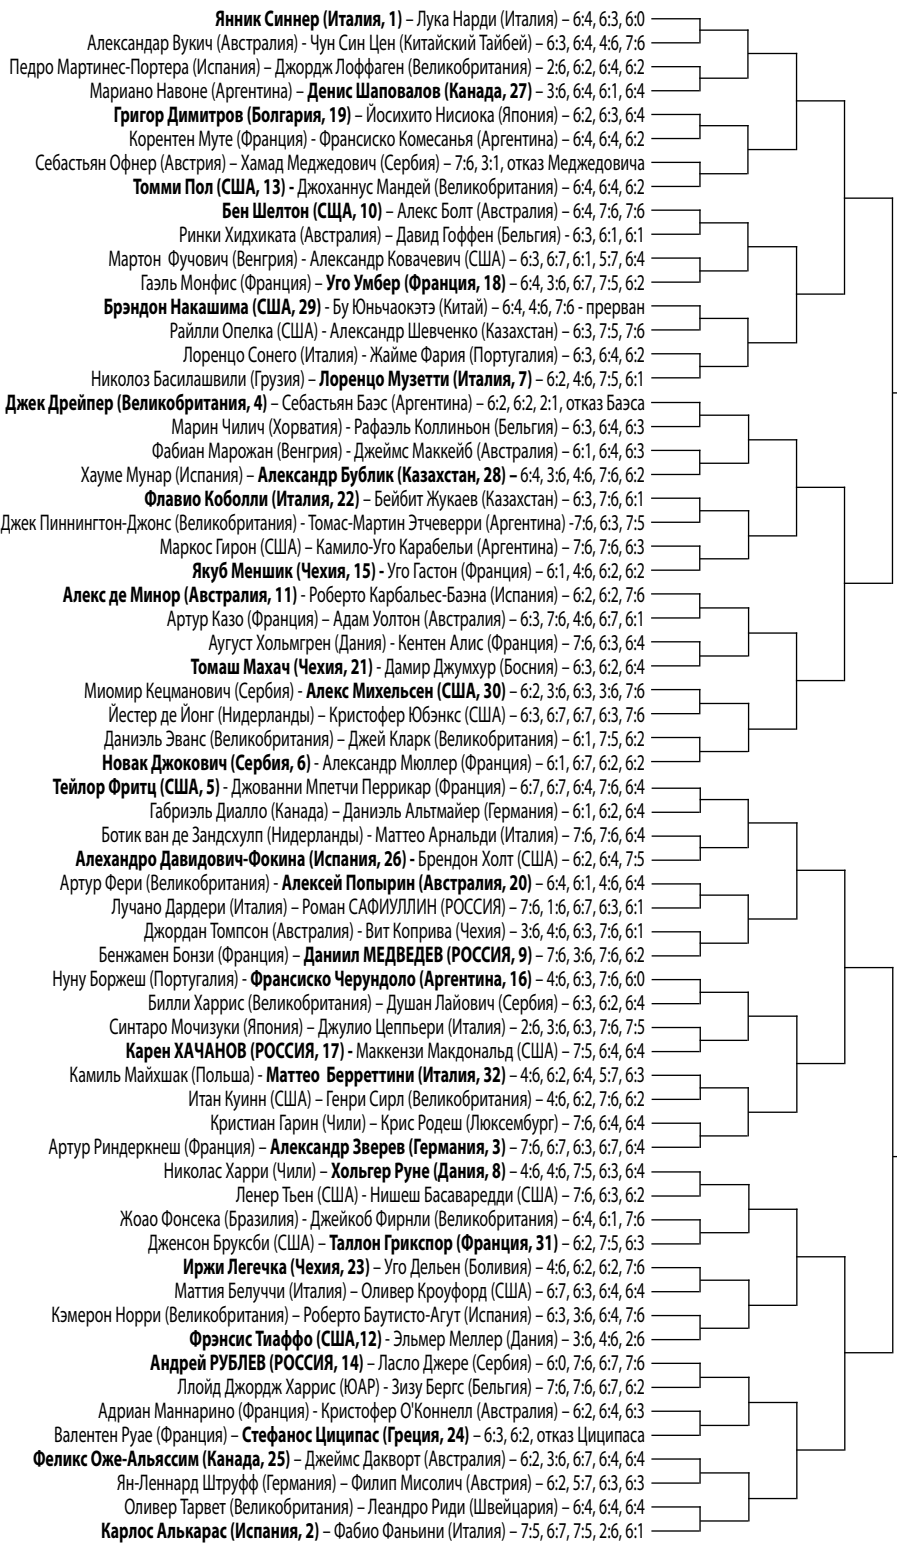 Янник Синнер (Италия, 1) – Лука Нарди (Италия) – 6:4, 6:3, 6:0
Александар Вукич (Австралия) - Чун Син Цен (Китайский Тайбей) – 6:3, 6:4, 4:6, 7:6
Педро Мартинес-Портера (Испания) – Джордж Лоффаген (Великобритания) – 2:6, 6:2, 6:4, 6:2
Мариано Навоне (Аргентина) – Денис Шаповалов (Канада, 27) – 3:6, 6:4, 6:1, 6:4
Григор Димитров (Болгария, 19) – Йосихито Нисиока (Япония) – 6:2, 6:3, 6:4
Корентен Муте (Франция) - Франсиско Комесанья (Аргентина) – 6:4, 6:4, 6:2
Себастьян Офнер (Австрия) – Хамад Меджедович (Сербия) – 7:6, 3:1, отказ Меджедовича
Томми Пол (США, 13) - Джоханнус Мандей (Великобритания) – 6:4, 6:4, 6:2
Бен Шелтон (СЩА, 10) – Алекс Болт (Австралия) – 6:4, 7:6, 7:6
Ринки Хидхиката (Австралия) – Давид Гоффен (Бельгия) - 6:3, 6:1, 6:1
Мартон Фучович (Венгрия) - Александр Ковачевич (США) – 6:3, 6:7, 6:1, 5:7, 6:4
Гаэль Монфис (Франция) – Уго Умбер (Франция, 18) – 6:4, 3:6, 6:7, 7:5, 6:2
Брэндон Накашима (США, 29) - Бу Юньчаокэтэ (Китай) – 6:4, 4:6, 7:6 - прерван
Райлли Опелка (США) - Александр Шевченко (Казахстан) – 6:3, 7:5, 7:6
Лоренцо Сонего (Италия) - Жайме Фария (Португалия) – 6:3, 6:4, 6:2
Николоз Басилашвили (Грузия) – Лоренцо Музетти (Италия, 7) – 6:2, 4:6, 7:5, 6:1
Джек Дрейпер (Великобритания, 4) – Себастьян Баэс (Аргентина) – 6:2, 6:2, 2:1, отказ Баэса
Марин Чилич (Хорватия) - Рафаэль Коллиньон (Бельгия) – 6:3, 6:4, 6:3
Фабиан Марожан (Венгрия) - Джеймс Маккейб (Австралия) – 6:1, 6:4, 6:3
Хауме Мунар (Испания) – Александр Бублик (Казахстан, 28) – 6:4, 3:6, 4:6, 7:6, 6:2
Флавио Коболли (Италия, 22) – Бейбит Жукаев (Казахстан) – 6:3, 7:6, 6:1
Джек Пиннингтон-Джонс (Великобритания) - Томас-Мартин Этчеверри (Аргентина) -7:6, 6:3, 7:5
Маркос Гирон (США) – Камило-Уго Карабельи (Аргентина) – 7:6, 7:6, 6:3
Якуб Меншик (Чехия, 15) - Уго Гастон (Франция) – 6:1, 4:6, 6:2, 6:2
Алекс де Минор (Австралия, 11) - Роберто Карбальес-Баэна (Испания) – 6:2, 6:2, 7:6
Артур Казо (Франция) – Адам Уолтон (Австралия) – 6:3, 7:6, 4:6, 6:7, 6:1
Аугуст Хольмгрен (Дания) - Кентен Алис (Франция) – 7:6, 6:3, 6:4
Томаш Махач (Чехия, 21) - Дамир Джумхур (Босния) – 6:3, 6:2, 6:4
Миомир Кецманович (Сербия) - Алекс Михельсен (США, 30) – 6:2, 3:6, 6:3, 3:6, 7:6
Йестер де Йонг (Нидерланды) – Кристофер Юбэнкс (США) – 6:3, 6:7, 6:7, 6:3, 7:6
Даниэль Эванс (Великобритания) – Джей Кларк (Великобритания) – 6:1, 7:5, 6:2
Новак Джокович (Сербия, 6) - Александр Мюллер (Франция) – 6:1, 6:7, 6:2, 6:2
Тейлор Фритц (США, 5) - Джованни Мпетчи Перрикар (Франция) – 6:7, 6:7, 6:4, 7:6, 6:4
Габриэль Диалло (Канада) – Даниэль Альтмайер (Германия) – 6:1, 6:2, 6:4
Ботик ван де Зандсхулп (Нидерланды) - Маттео Арнальди (Италия) – 7:6, 7:6, 6:4
Алехандро Давидович-Фокина (Испания, 26) - Брендон Холт (США) – 6:2, 6:4, 7:5
Артур Фери (Великобритания) - Алексей Попырин (Австралия, 20) – 6:4, 6:1, 4:6, 6:4
Лучано Дардери (Италия) – Роман САФИУЛЛИН (РОССИЯ) – 7:6, 1:6, 6:7, 6:3, 6:1
Джордан Томпсон (Австралия) - Вит Коприва (Чехия) – 3:6, 4:6, 6:3, 7:6, 6:1
Бенжамен Бонзи (Франция) – Даниил МЕДВЕДЕВ (РОССИЯ, 9) – 7:6, 3:6, 7:6, 6:2
Нуну Боржеш (Португалия) - Франсиско Черундоло (Аргентина, 16) – 4:6, 6:3, 7:6, 6:0
Билли Харрис (Великобритания) – Душан Лайович (Сербия) – 6:3, 6:2, 6:4
Синтаро Мочизуки (Япония) – Джулио Цеппьери (Италия) – 2:6, 3:6, 6:3, 7:6, 7:5
Карен ХАЧАНОВ (РОССИЯ, 17) - Маккензи Макдональд (США) – 7:5, 6:4, 6:4
Камиль Майхшак (Польша) - Маттео Берреттини (Италия, 32) – 4:6, 6:2, 6:4, 5:7, 6:3
Итан Куинн (США) – Генри Сирл (Великобритания) – 4:6, 6:2, 7:6, 6:2
Кристиан Гарин (Чили) – Крис Родеш (Люксембург) – 7:6, 6:4, 6:4
Артур Риндеркнеш (Франция) – Александр Зверев (Германия, 3) – 7:6, 6:7, 6:3, 6:7, 6:4
Николас Харри (Чили) – Хольгер Руне (Дания, 8) – 4:6, 4:6, 7:5, 6:3, 6:4
Ленер Тьен (США) - Нишеш Басаваредди (США) – 7:6, 6:3, 6:2
Жоао Фонсека (Бразилия) - Джейкоб Фирнли (Великобритания) – 6:4, 6:1, 7:6
Дженсон Бруксби (США) – Таллон Грикспор (Франция, 31) – 6:2, 7:5, 6:3
Иржи Легечка (Чехия, 23) – Уго Дельен (Боливия) – 4:6, 6:2, 6:2, 7:6
Маттия Белуччи (Италия) – Оливер Кроуфорд (США) – 6:7, 6:3, 6:4, 6:4
Кэмерон Норри (Великобритания) – Роберто Баутисто-Агут (Испания) – 6:3, 3:6, 6:4, 7:6
Фрэнсис Тиаффо (США,12) - Эльмер Меллер (Дания) – 3:6, 4:6, 2:6
Андрей РУБЛЕВ (РОССИЯ, 14) – Ласло Джере (Сербия) – 6:0, 7:6, 6:7, 7:6
Ллойд Джордж Харрис (ЮАР) - Зизу Бергс (Бельгия) – 7:6, 7:6, 6:7, 6:2
Адриан Маннарино (Франция) - Кристофер О'Коннелл (Австралия) – 6:2, 6:4, 6:3
Валентен Руае (Франция) – Стефанос Циципас (Греция, 24) – 6:3, 6:2, отказ Циципаса
Феликс Оже-Альяссим (Канада, 25) – Джеймс Дакворт (Австралия) – 6:2, 3:6, 6:7, 6:4, 6:4
Ян-Леннард Штруфф (Германия) – Филип Мисолич (Австрия) – 6:2, 5:7, 6:3, 6:3
Оливер Тарвет (Великобритания) – Леандро Риди (Швейцария) – 6:4, 6:4, 6:4
Карлос Алькарас (Испания, 2) – Фабио Фаньини (Италия) – 7:5, 6:7, 7:5, 2:6, 6:1